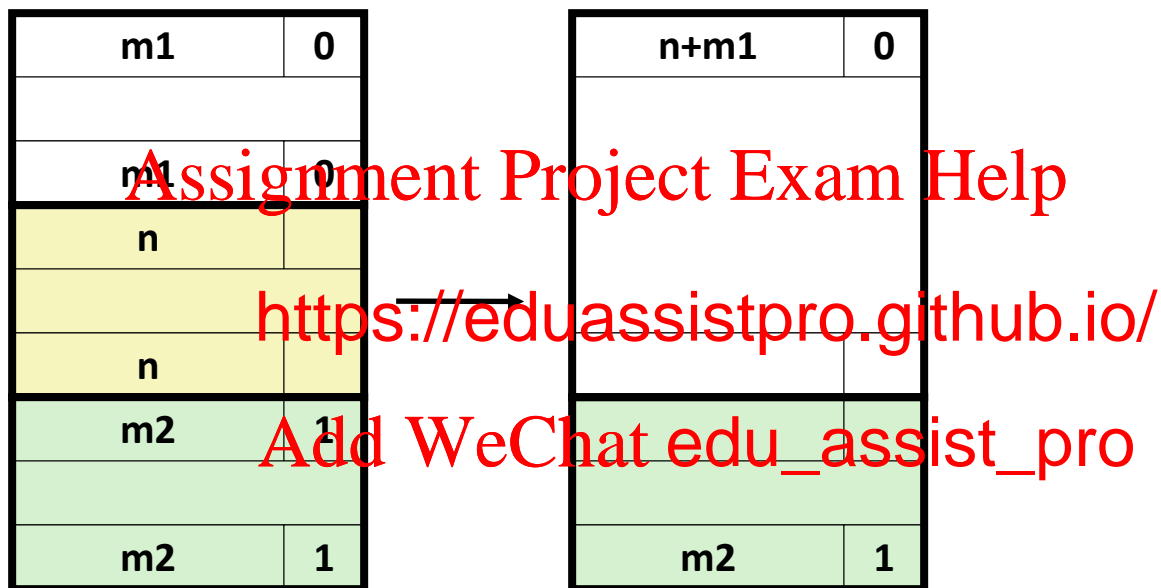 m1 0 n+m1 0
m1 0
Assignment Project Exam Help
n
https://eduassistpro.github.io/
n
m2 1
Add WeChat edu_assist_pro
m2 1 m2 1